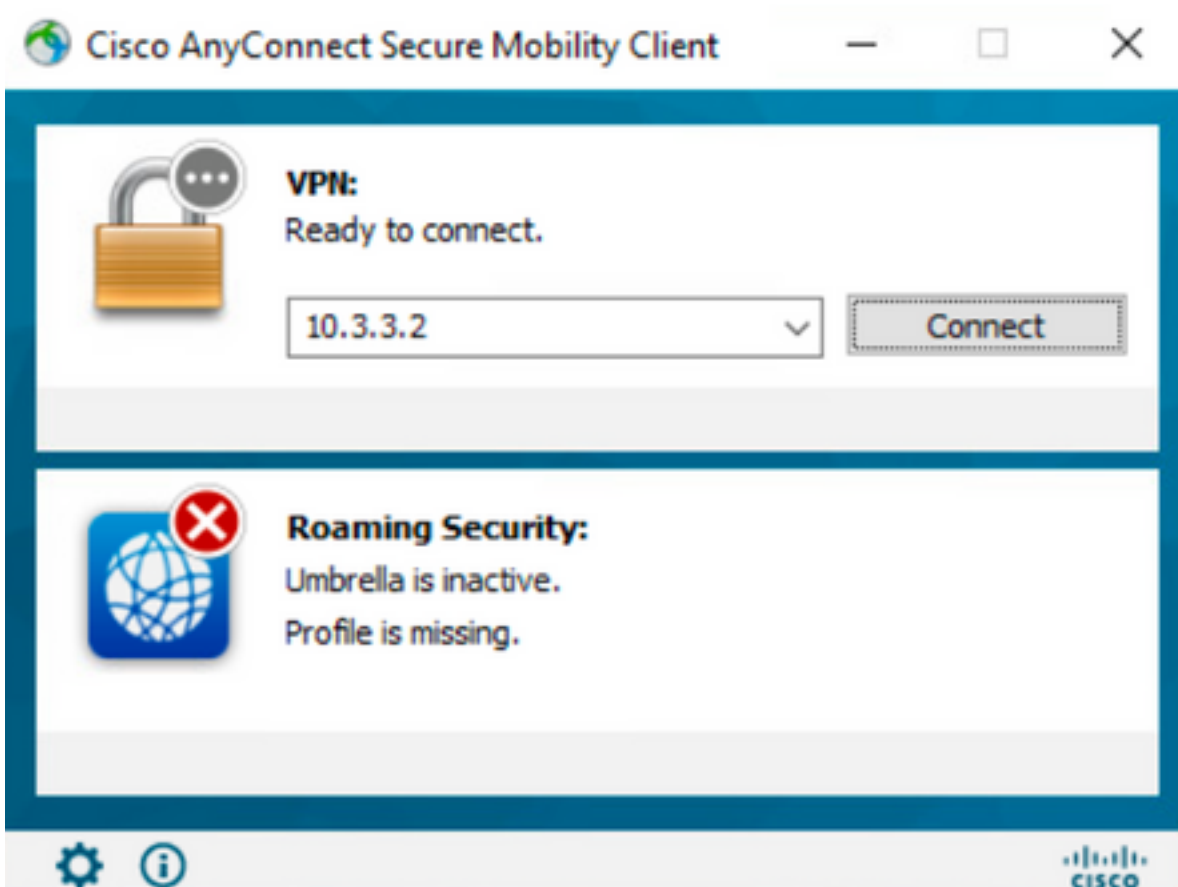 Cisco AnyConnect Secure Mobility Client
VPN:
Ready to connect.
10.3.3.2
Connect
Roaming Security:
Umbrella is inactive.
Profile is missing.
CISCO